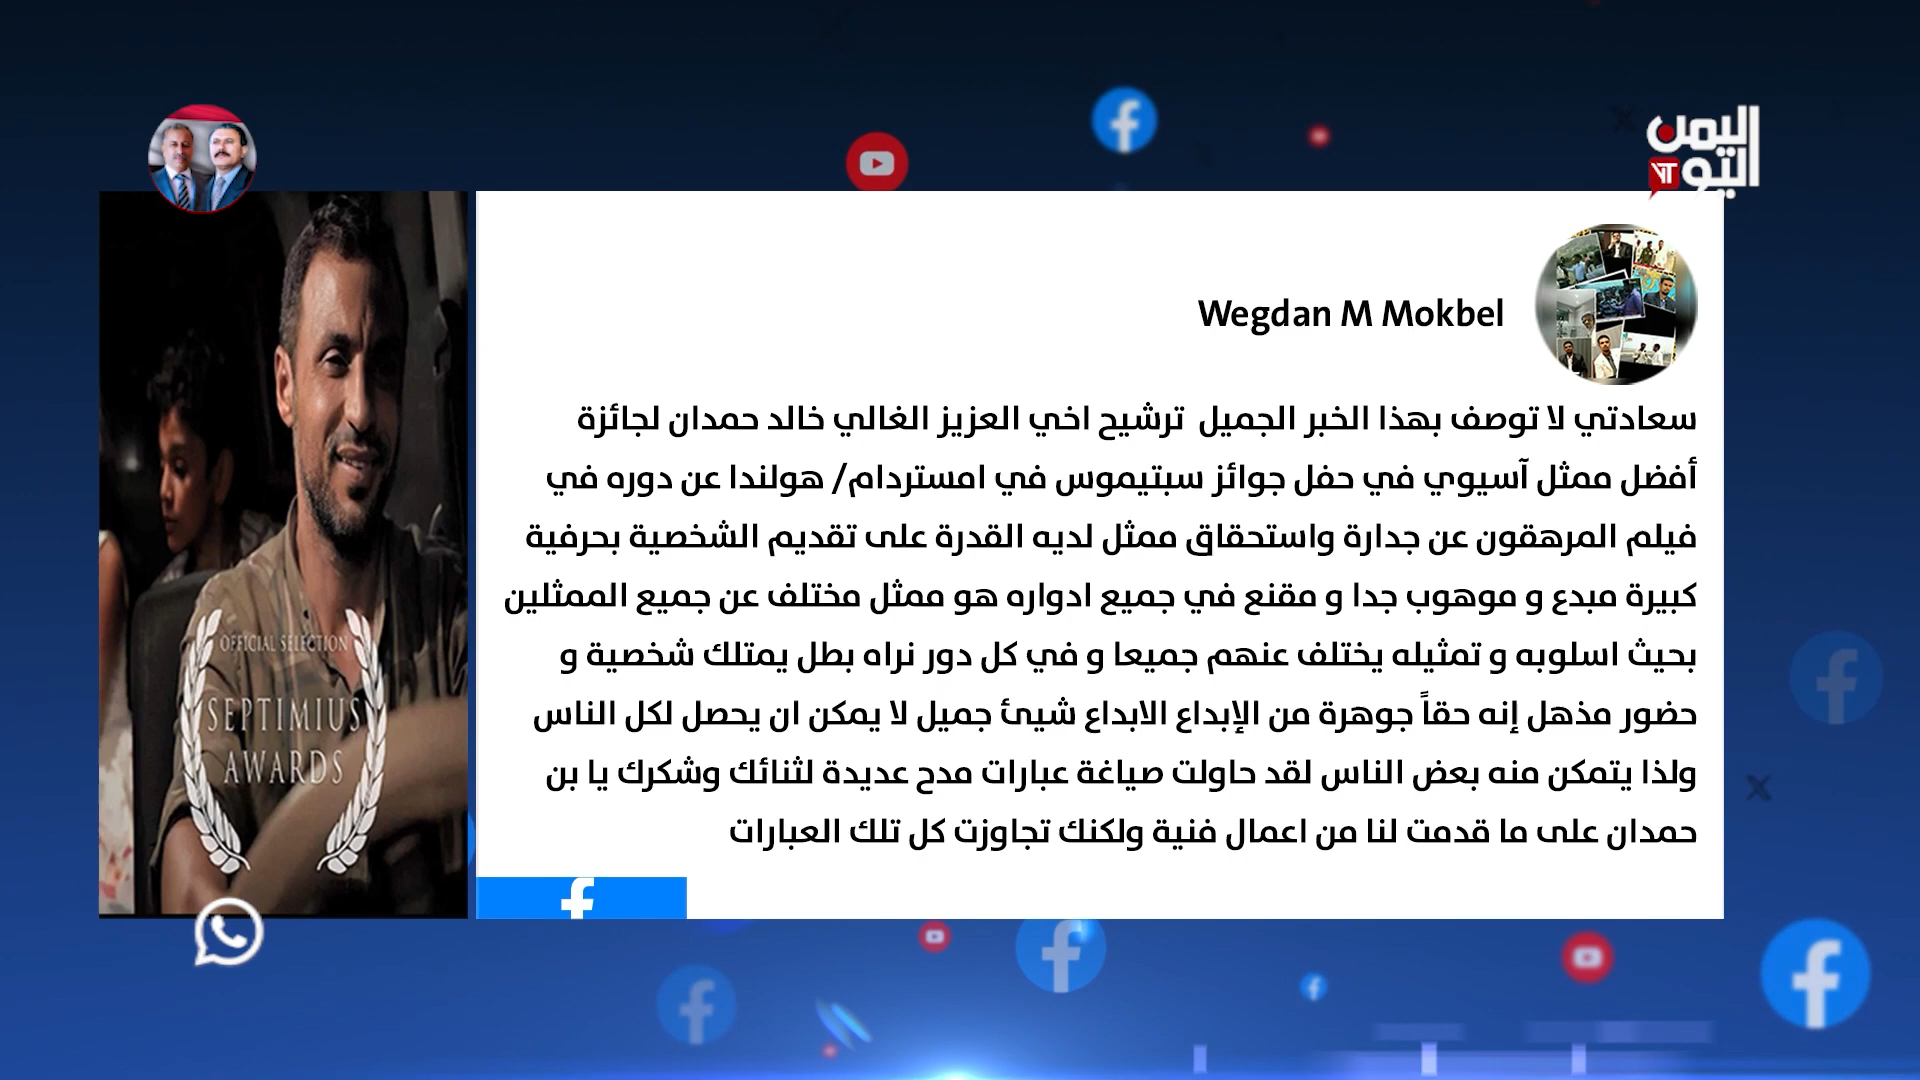 اليمن
اليوم
YT
Wegdan M Mokbel
سعادتي لا توصف بهذا الخبر الجميل ترشيح اخي العزيز الغالي خالد حمدان لجائزة
أفضل ممثل آسيوي في حفل جوائز سبتيموس في امستردام/ هولندا عن دوره في
فيلم المرهقون عن جدارة واستحقاق ممثل لديه القدرة على تقديم الشخصية بحرفية
كبيرة مبدع و موهوب جدا و مقنع في جميع ادواره هو ممثل مختلف عن جميع الممثلين
بحيث اسلوبه و تمثيله يختلف عنهم جميعا و في كل دور نراه بطل يمتلك شخصية و
حضور مذهل إنه حقاً جوهرة من الإبداع الابداع شيئ جميل لا يمكن ان يحصل لكل الناس
ولذا يتمكن منه بعض الناس لقد حاولت صياغة عبارات مدح عديدة لثنائك وشكرك يا بن
حمدان على ما قدمت لنا من اعمال فنية ولكنك تجاوزت كل تلك العبارات
OFFICIAL SELECTION
SEPTIMIUS
AWARDS